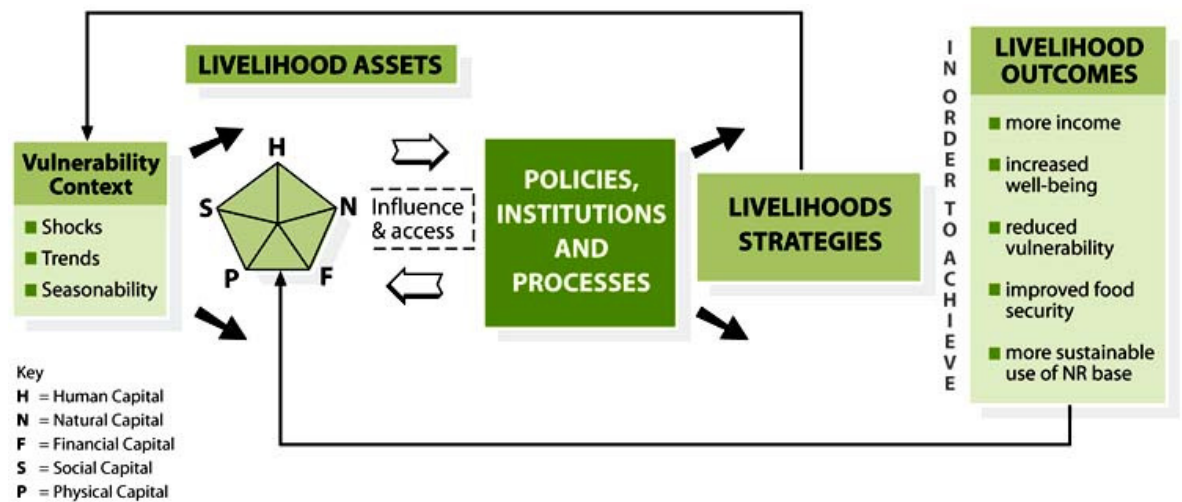 LIVELIHOOD ASSETS
Vulnerability
Context
Shocks
Trends
Seasonability
H
S
N
P
F
Influence
& access
POLICIES,
INSTITUTIONS
AND
PROCESSES
LIVELIHOODS
STRATEGIES
IN ORDER TO ACHIEVE
LIVELIHOOD
OUTCOMES
more income
increased
well-being
reduced
vulnerability
improved food
security
more sustainable
use of NR base
Key
H = Human Capital
N = Natural Capital
F = Financial Capital
S = Social Capital
P = Physical Capital